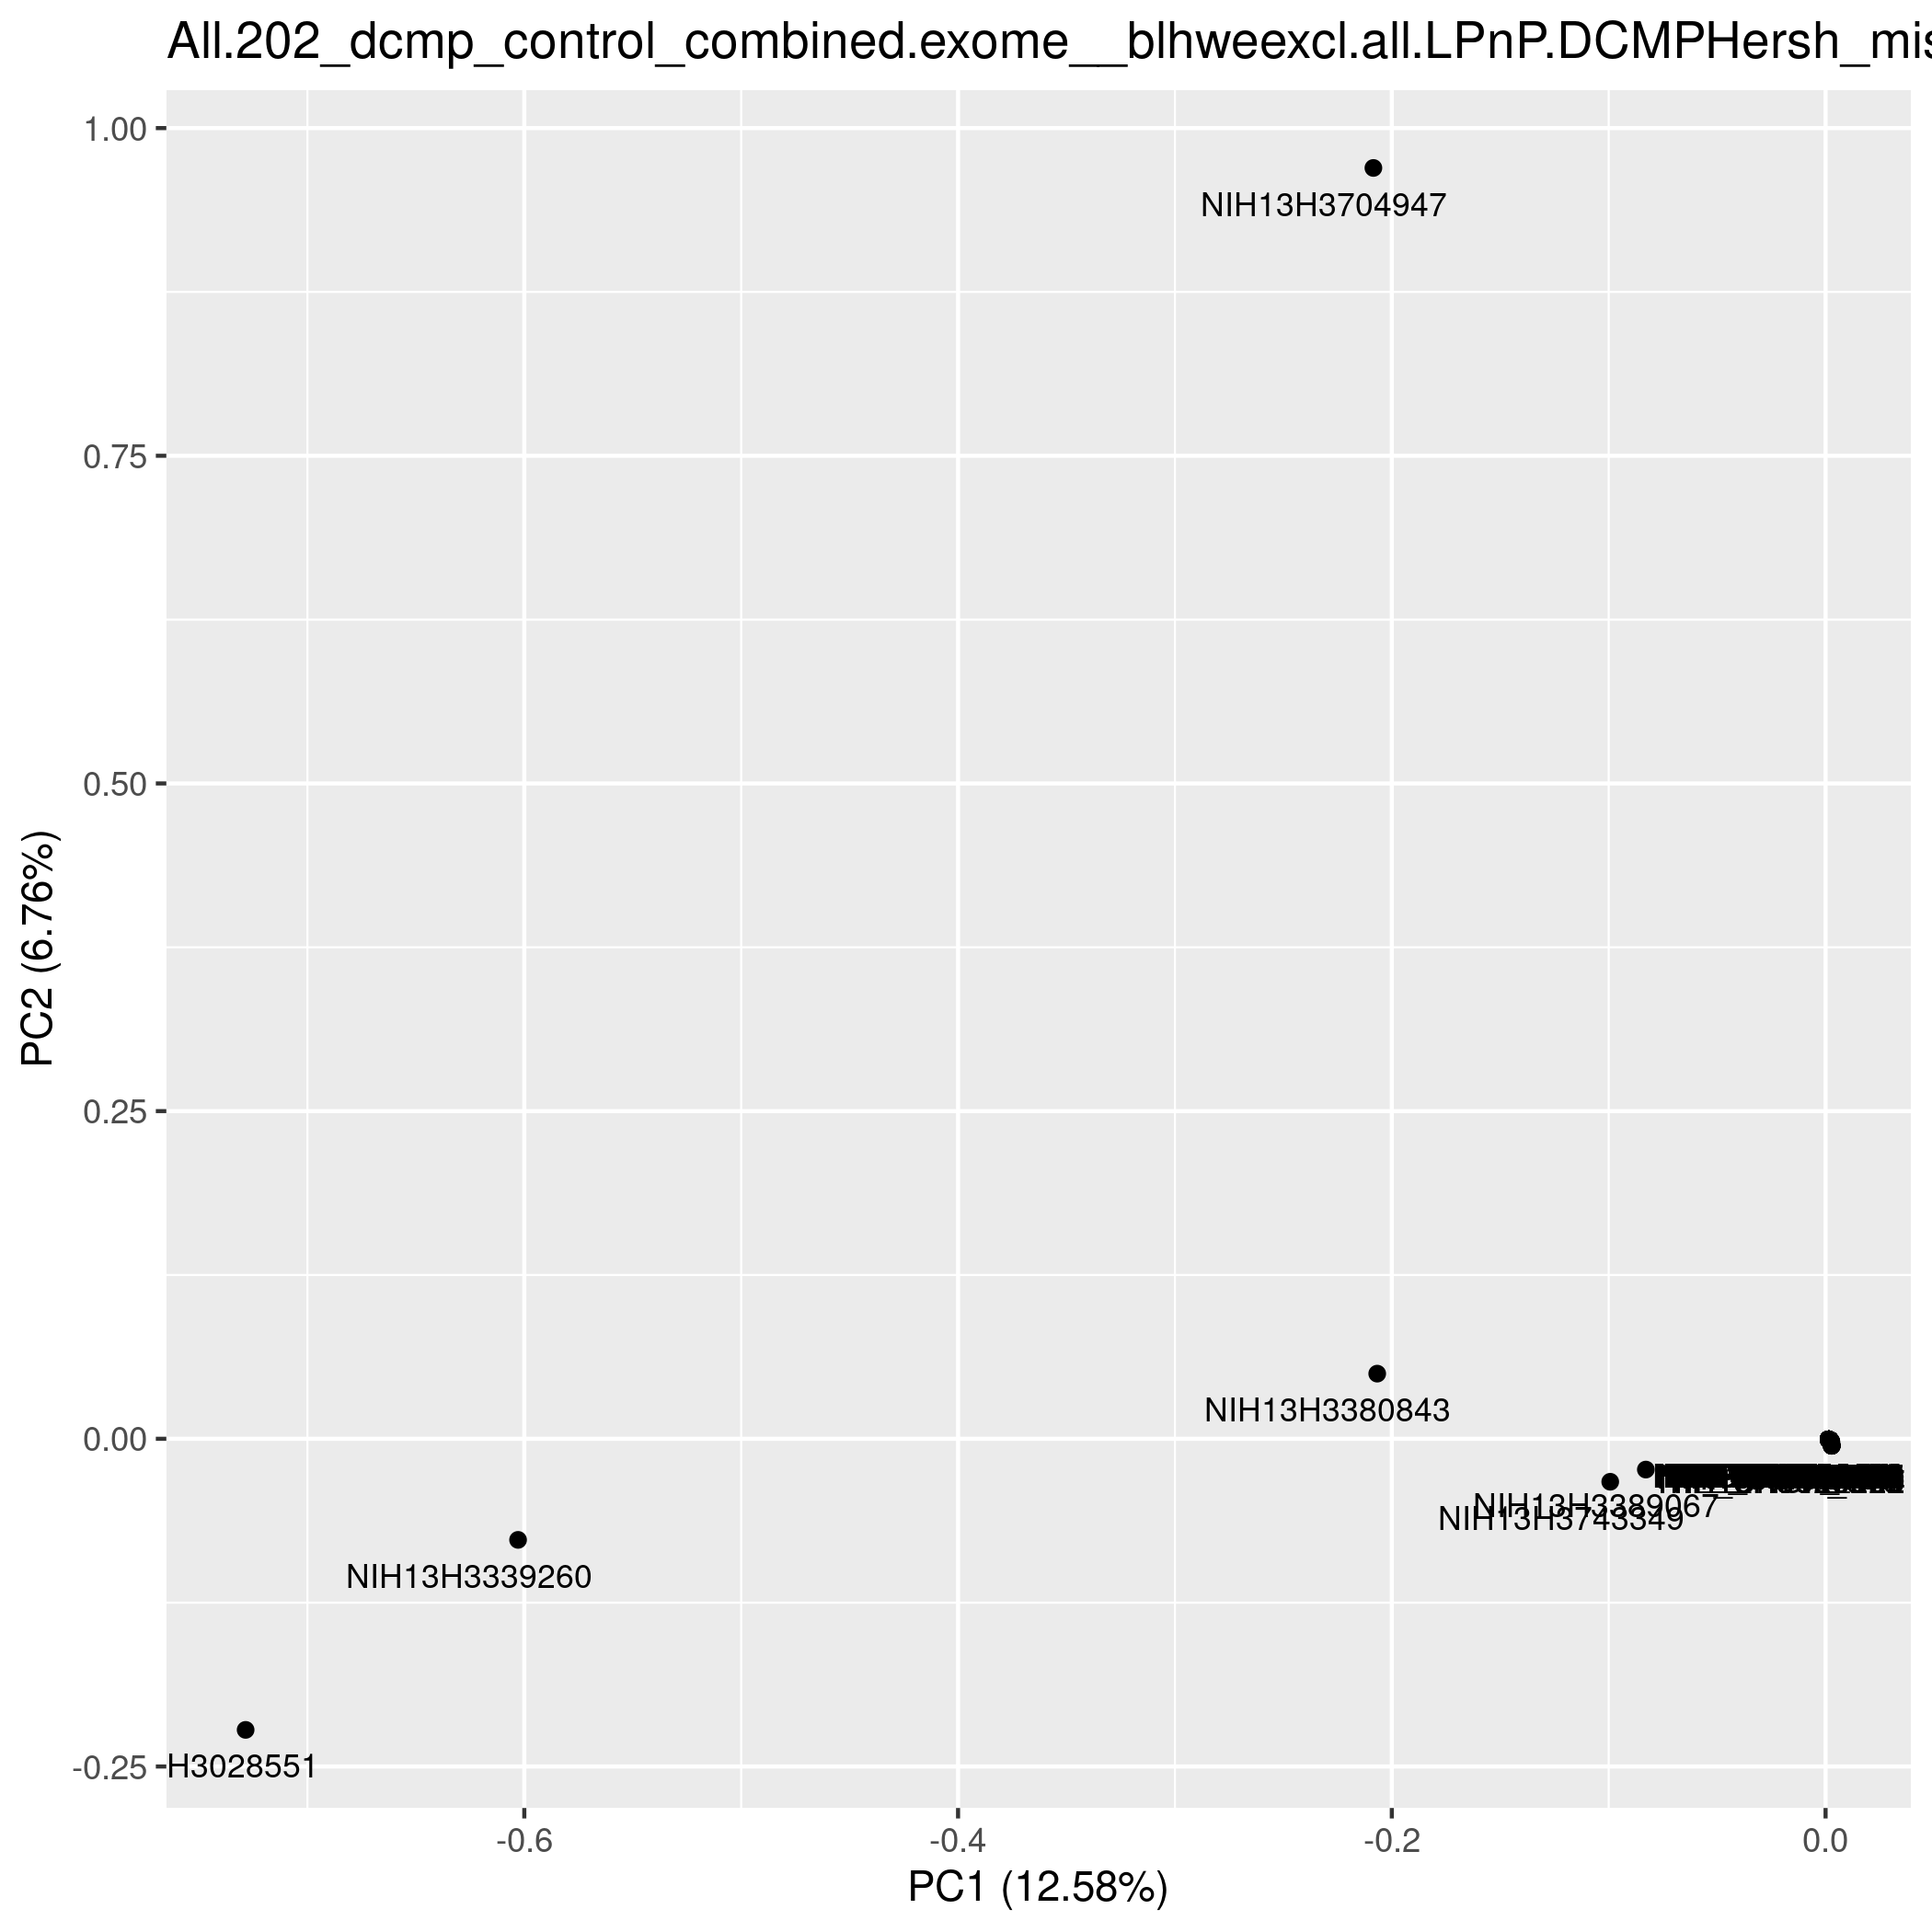 All.202_dcmp_control_combined.exome__blhweexcl.all.LPnP.DCMPHersh_mis
1.00
NIH13H3704947
0.75
0.50
PC2 (6.76%)
0.25
NIH13H3380843
0.00
NIH13H3389067
NIH13H3743349
NIH13H3339260
H3028551
-0.25
-0.6
-0.4
-0.2
0.0
PC1 (12.58%)